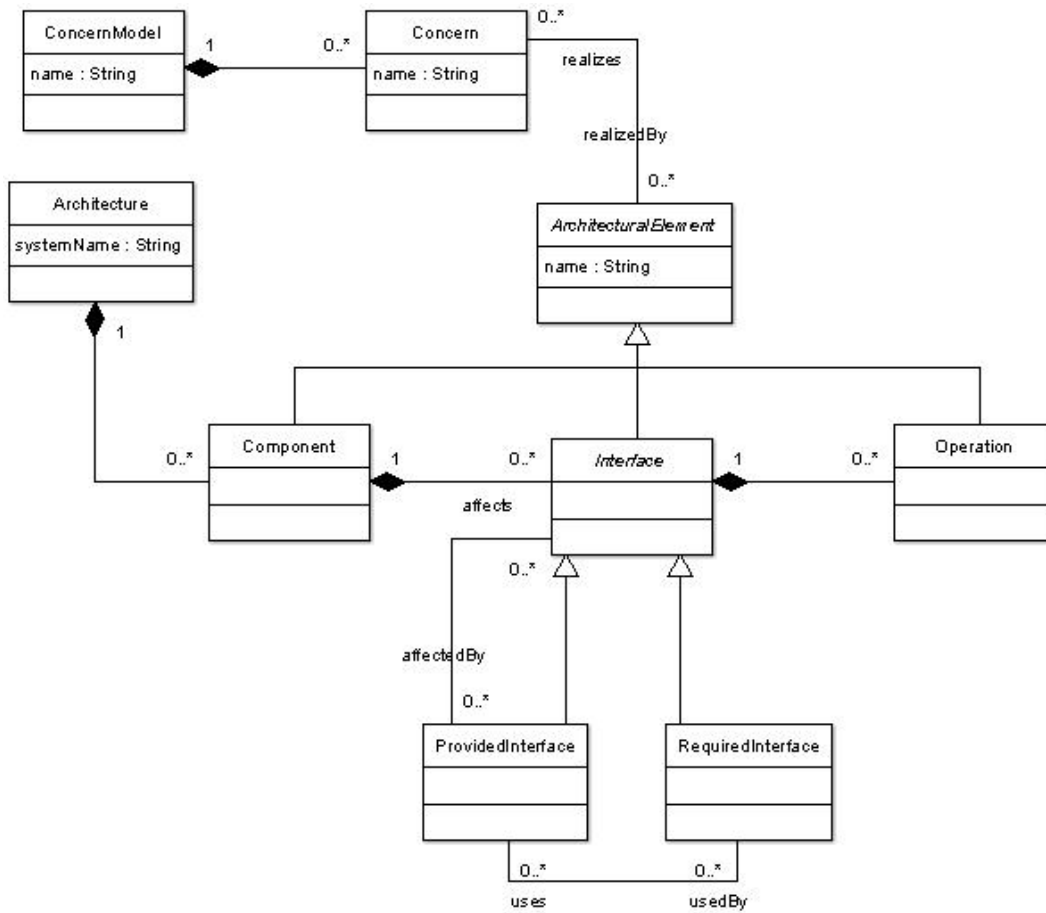 ConcernModel
name : String
1
0..*
Concern
name : String
0..*
realizes
realizedBy
0..*
Architecture
systemName : String
1
ArchitecturalElement
name : String
0..*
Component
1
0..*
Interface
1
0..*
Operation
affects
0..*
affectedBy
0..*
ProvidedInterface
RequiredInterface
0..*
0..*
uses
usedBy